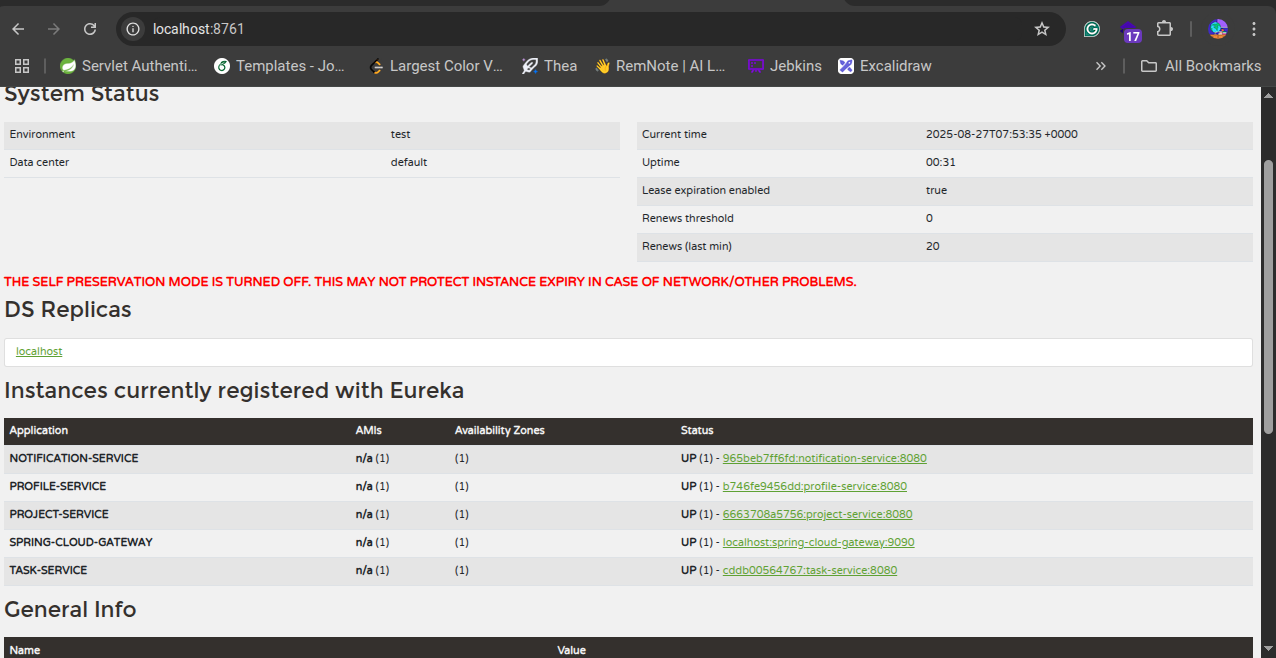 localhost:8761
17
Servlet Authenti...
Templates - Jo...
Largest Color V...
Thea
RemNote | AI L...
Jebkins
Excalidraw
»
All Bookmarks
System Status
Environment test
Data center default
Current time 2025-08-27T07:53:35 +0000
Uptime 00:31
Lease expiration enabled true
Renews threshold 0
Renews (last min) 20
THE SELF PRESERVATION MODE IS TURNED OFF. THIS MAY NOT PROTECT INSTANCE EXPIRY IN CASE OF NETWORK/OTHER PROBLEMS.
DS Replicas
localhost
Instances currently registered with Eureka
Application AMIs Availability Zones Status
NOTIFICATION-SERVICE n/a (1) (1) UP (1) - 965beb7ff6fd:notification-service:8080
PROFILE-SERVICE n/a (1) (1) UP (1) - b746fe9456dd:profile-service:8080
PROJECT-SERVICE n/a (1) (1) UP (1) - 6663708a5756:project-service:8080
SPRING-CLOUD-GATEWAY n/a (1) (1) UP (1) - localhost:spring-cloud-gateway:9090
TASK-SERVICE n/a (1) (1) UP (1) - cddb00564767:task-service:8080
General Info
Name Value